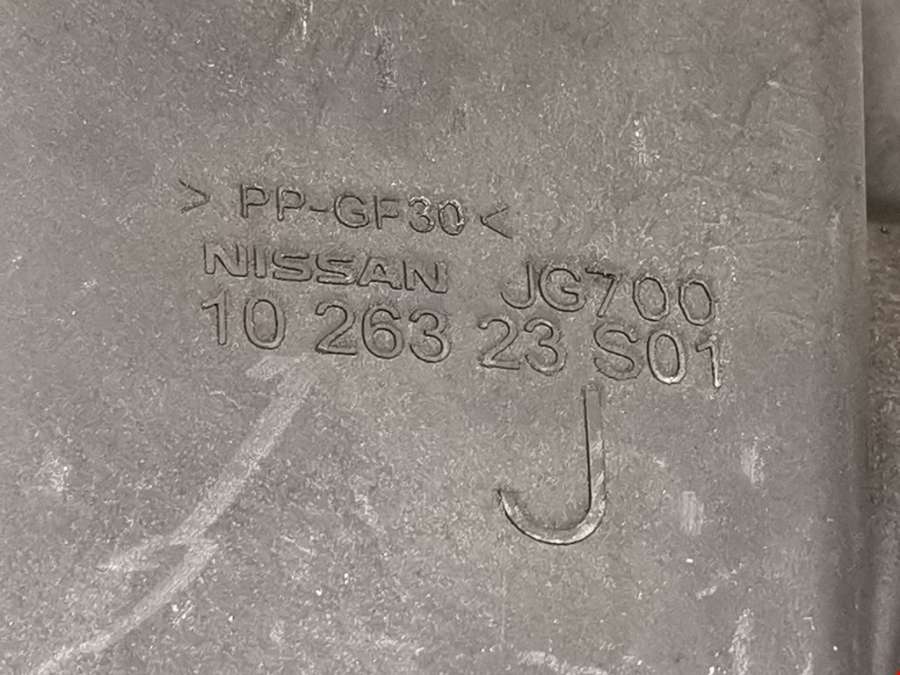 > PP-GF30 <
NISSAN JG700
10 263 23 S01
J